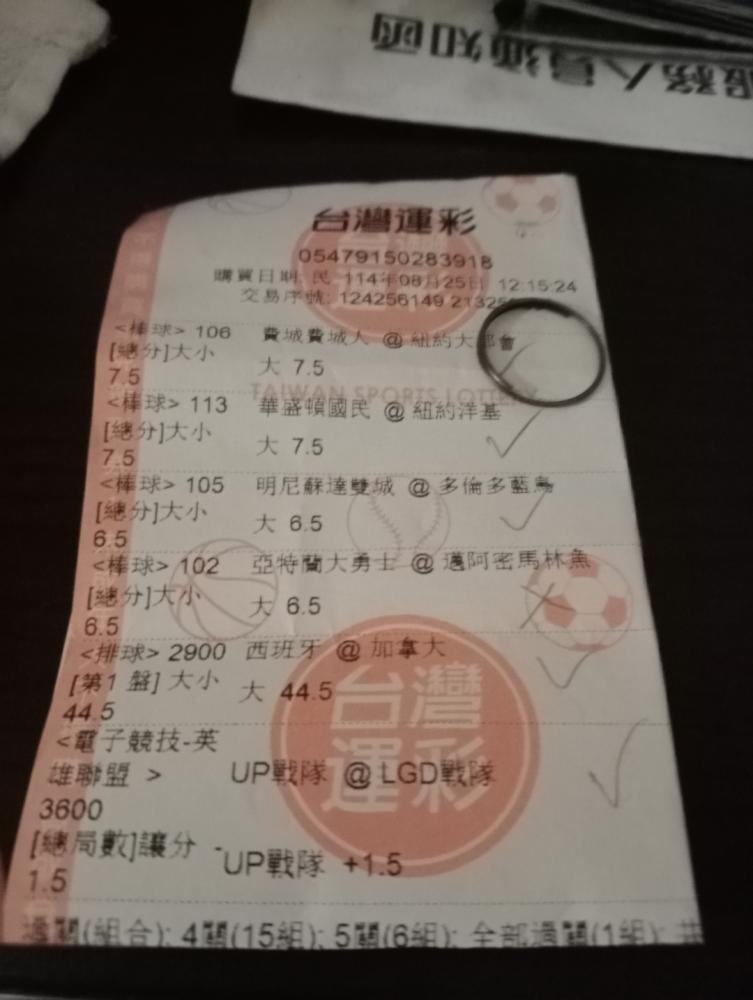 服務人員通知函
台灣運彩
05479150283918
購買日期: 民 114年08月25日 12:15:24
交易序號: 124256149 21325
<棒球> 106 費城費城人 @ 紐約大都會
[總分]大小 大 7.5
7.5
TAIWAN SPORTS LOTTERY
<棒球> 113 華盛頓國民 @ 紐約洋基
[總分]大小 大 7.5
7.5
<棒球> 105 明尼蘇達雙城 @ 多倫多藍鳥
[總分]大小 大 6.5
6.5
<棒球> 102 亞特蘭大勇士 @ 邁阿密馬林魚
[總分]大小 大 6.5
6.5
<排球> 2900 西班牙 @ 加拿大
[第1 盤] 大小 大 44.5
44.5
<電子競技-英
雄聯盟 > UP戰隊 @ LGD戰隊
3600
[總局數]讓分 -
1.5 UP戰隊 +1.5
台灣
運彩
過關(組合): 4關(15組); 5關(6組); 全部過關(1組); 共